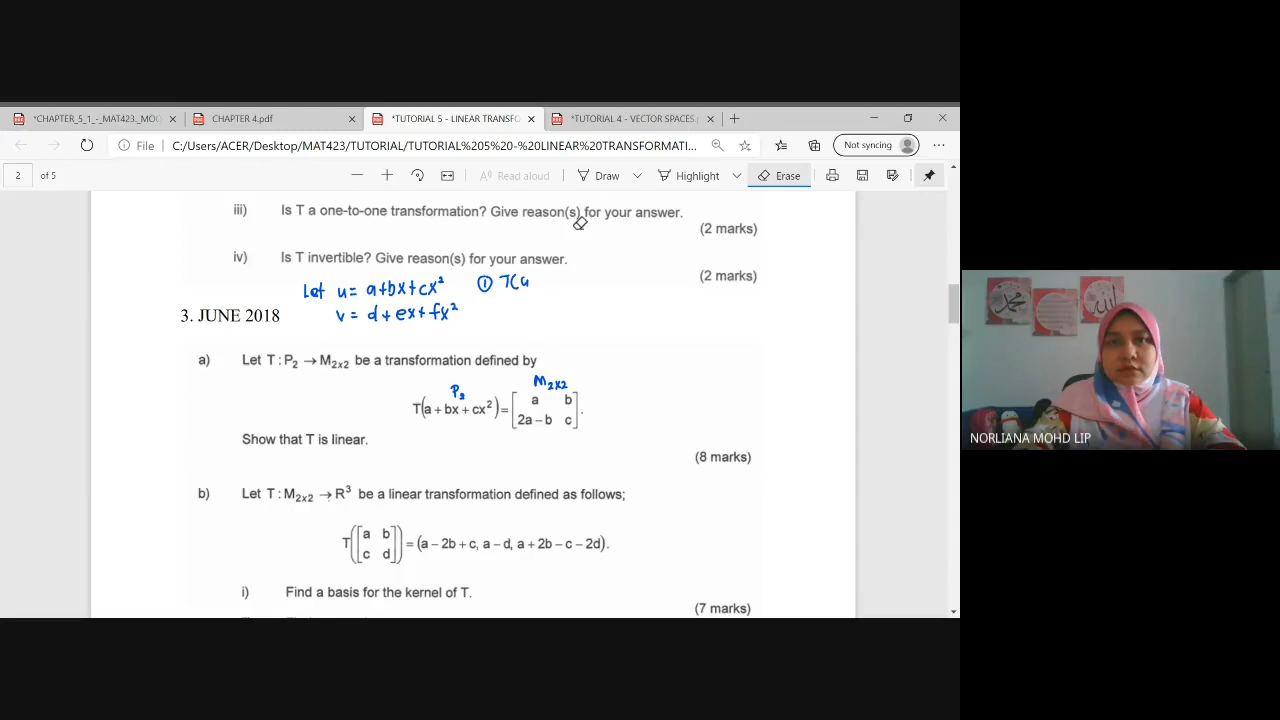 *CHAPTER_5_1_-_MAT423._MOO
CHAPTER 4.pdf
*TUTORIAL 5 - LINEAR TRANSFO
*TUTORIAL 4 - VECTOR SPACES.p
File
C:/Users/ACER/Desktop/MAT423/TUTORIAL/TUTORIAL%205%20-%20LINEAR%20TRANSFORMATI...
Not syncing
2 of 5
Read aloud
Draw
Highlight
Erase
iii) Is T a one-to-one transformation? Give reason(s) for your answer.
(2 marks)
iv) Is T invertible? Give reason(s) for your answer.
(2 marks)
Let u = a+bx+cx² ① T(u
v = d+ex+fx²
3. JUNE 2018
a) Let T : P₂ → M₂ₓ₂ be a transformation defined by
P₂ M₂ₓ₂
T(a + bx + cx²) = [a b
2a – b c].
Show that T is linear.
(8 marks)
b) Let T : M₂ₓ₂ → R³ be a linear transformation defined as follows;
T([a b
c d]) = (a – 2b + c, a – d, a + 2b – c – 2d).
i) Find a basis for the kernel of T.
(7 marks)
NORLIANA MOHD LIP